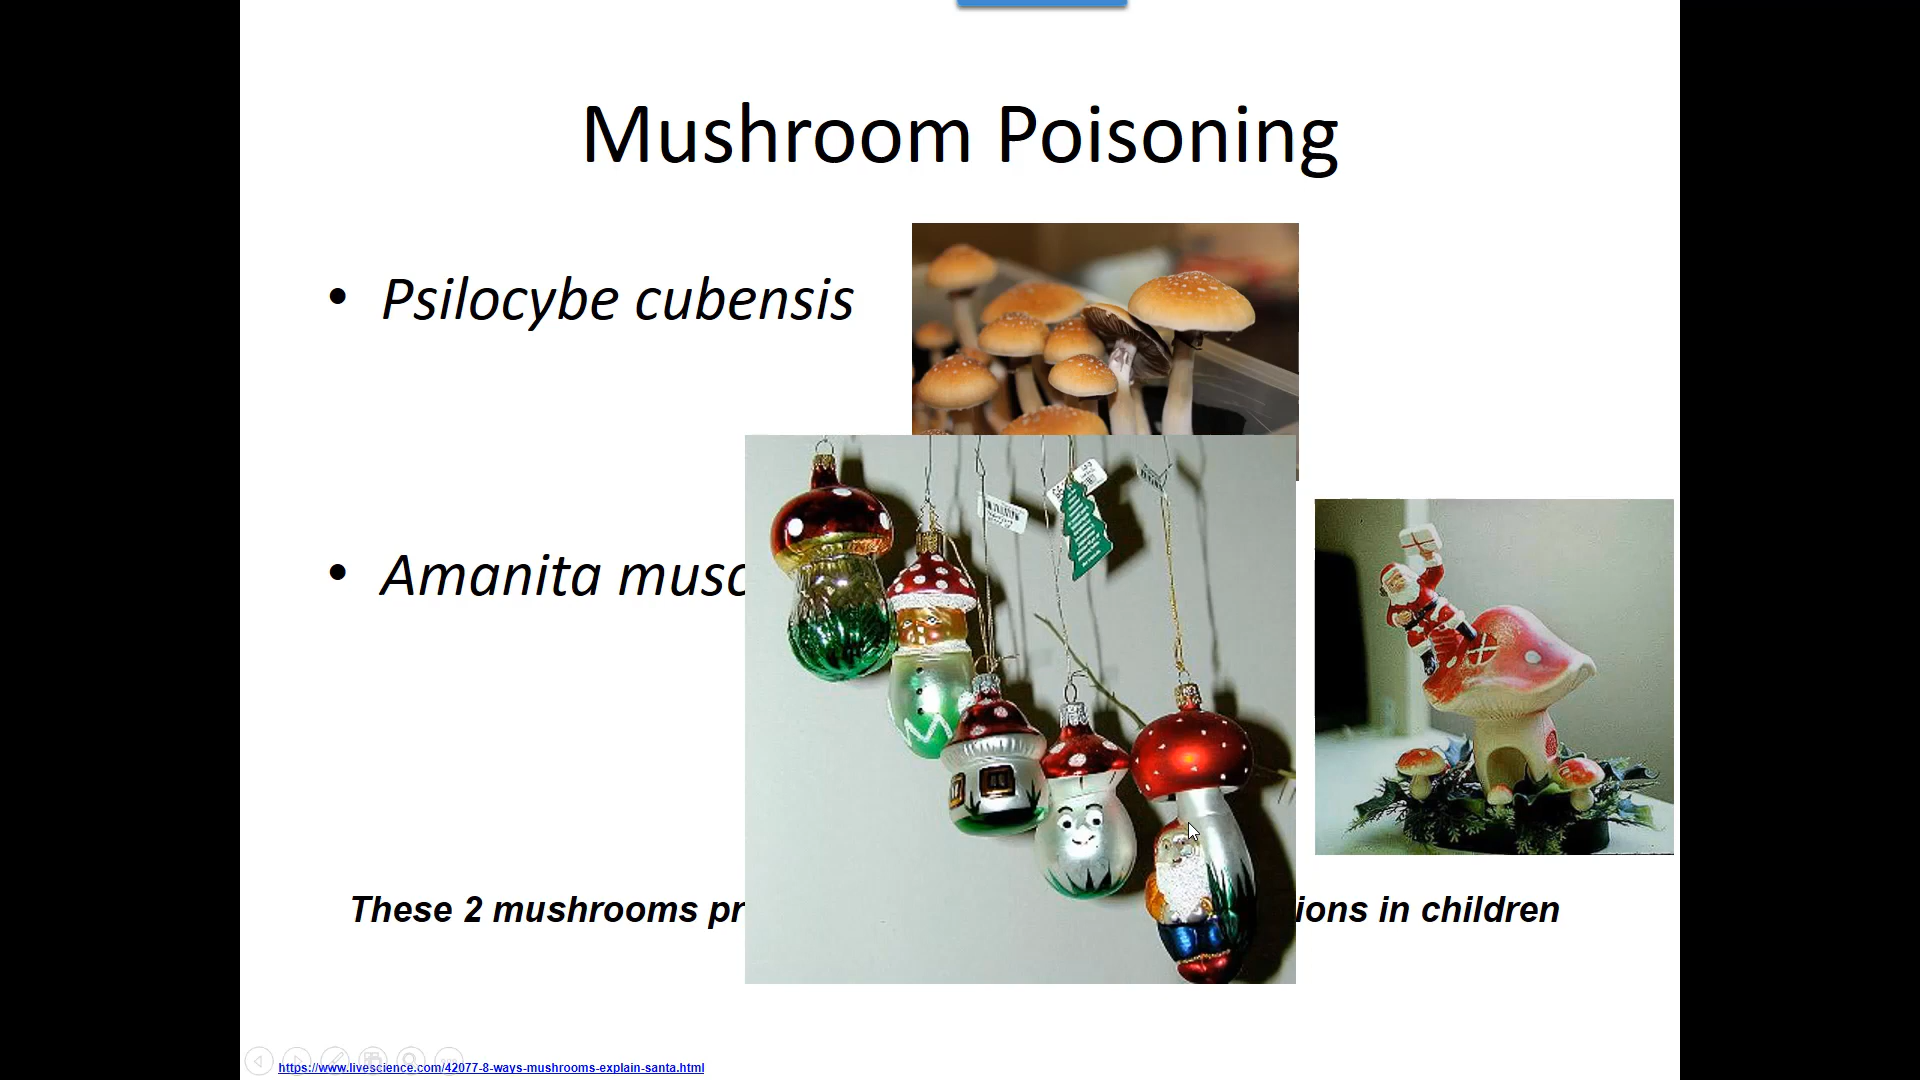 Mushroom Poisoning
• Psilocybe cubensis
• Amanita musc
These 2 mushrooms pr ions in children
https://www.livescience.com/42077-8-ways-mushrooms-explain-santa.html